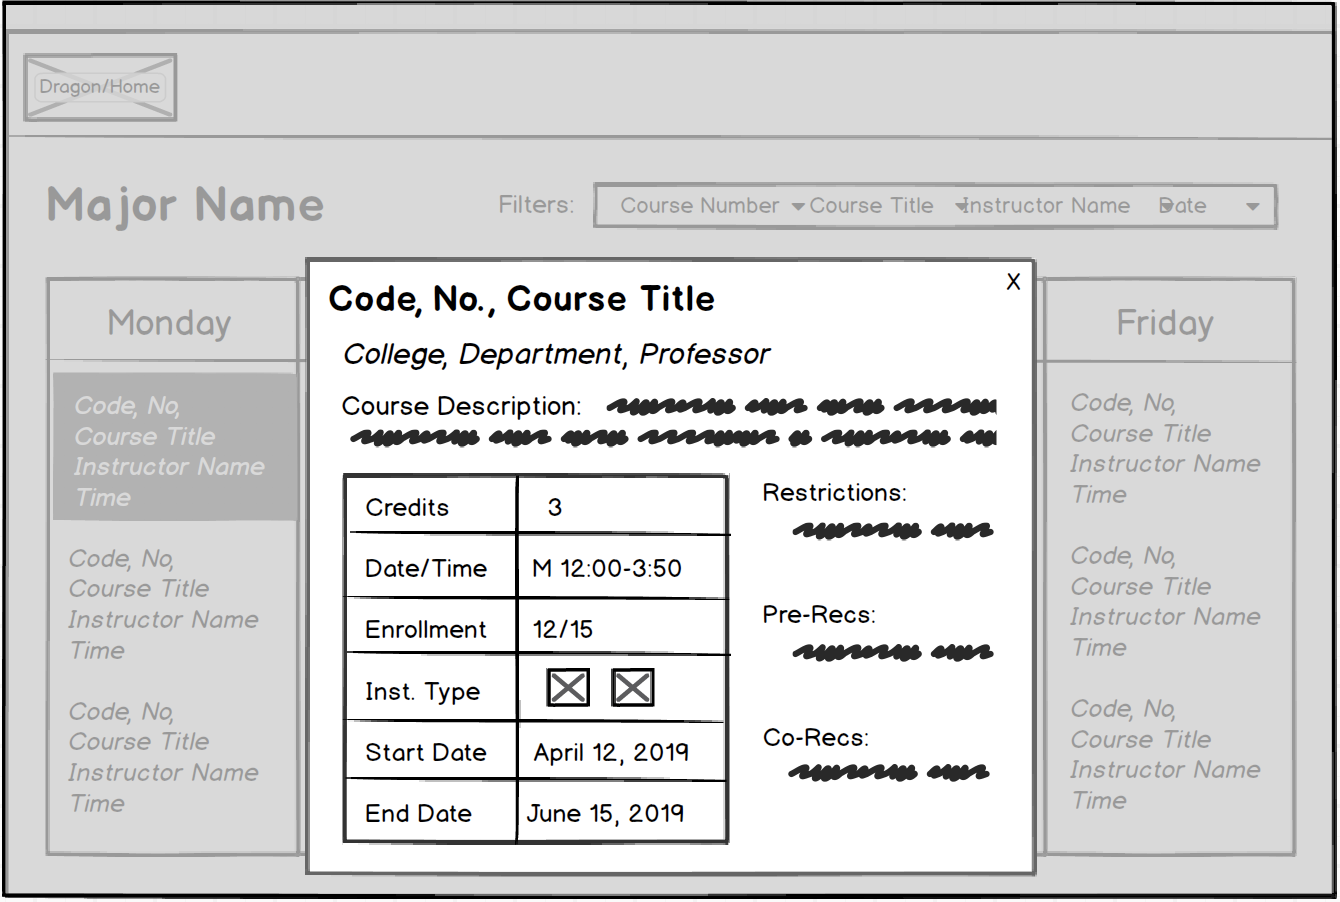 Dragon/Home
Major Name
Filters: Course Number Course Title Instructor Name Date
Monday
Code, No,
Course Title
Instructor Name
Time
Code, No,
Course Title
Instructor Name
Time
Code, No,
Course Title
Instructor Name
Time
X
Code, No., Course Title
College, Department, Professor
Course Description:
Credits 3
Date/Time M 12:00-3:50
Enrollment 12/15
Inst. Type
Start Date April 12, 2019
End Date June 15, 2019
Restrictions:
Pre-Recs:
Co-Recs:
Friday
Code, No,
Course Title
Instructor Name
Time
Code, No,
Course Title
Instructor Name
Time
Code, No,
Course Title
Instructor Name
Time